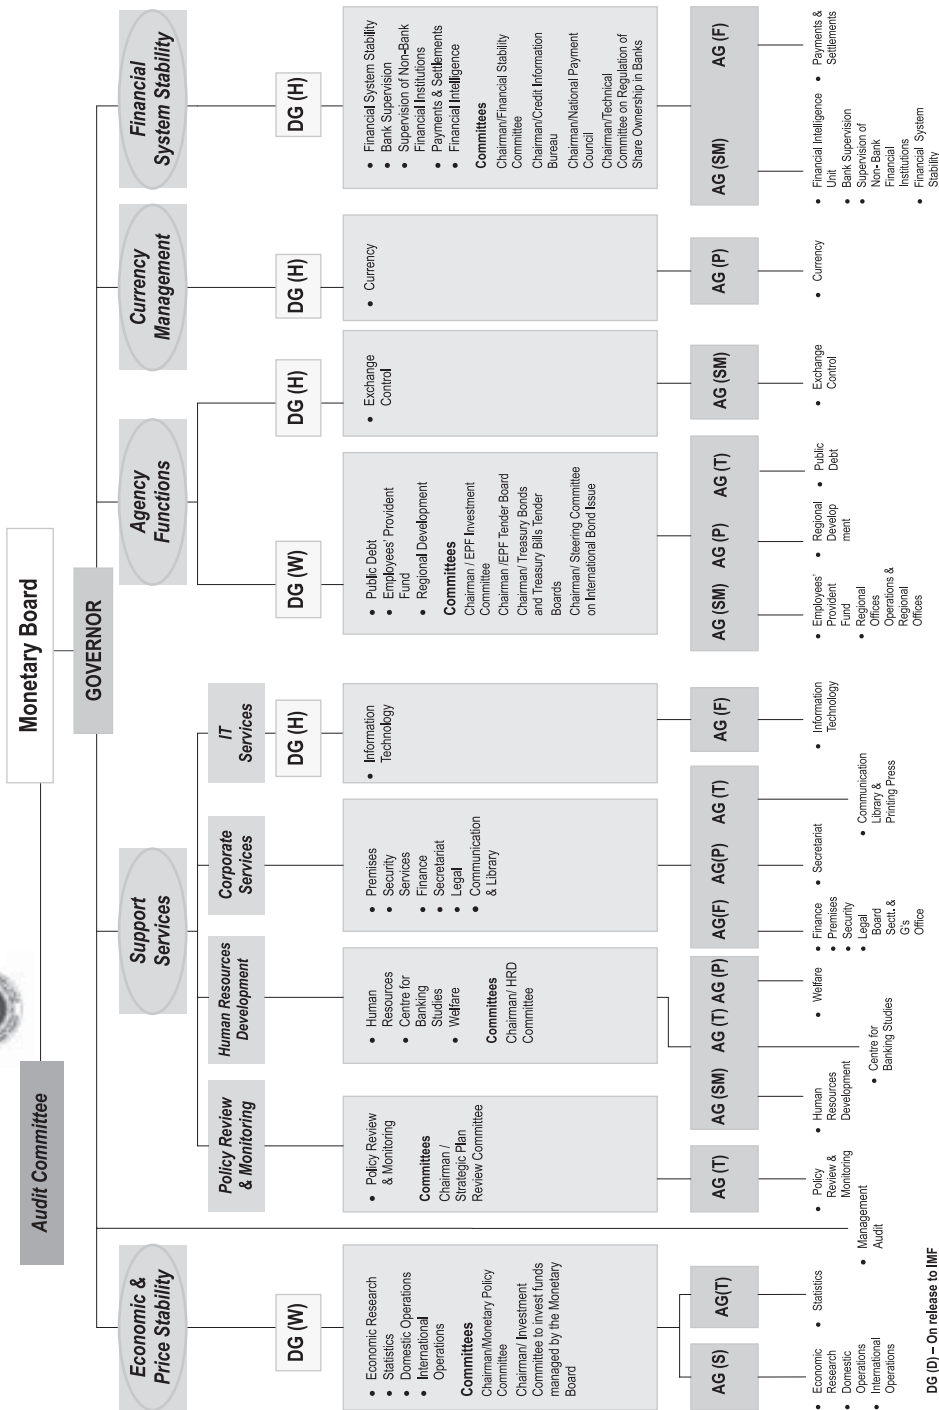 Monetary Board
Audit Committee
GOVERNOR
Economic &
Price Stability
Support
Services
Agency
Functions
Currency
Management
Financial
System Stability
Policy Review
& Monitoring
Human Resources
Development
Corporate
Services
IT
Services
DG (W)
DG (H)
DG (W)
DG (H)
DG (H)
DG (H)
• Economic Research
• Statistics
• Domestic Operations
• International
Operations
Committees
Chairman/Monetary Policy
Committee
Chairman/ Investment
Committee to invest funds
managed by the Monetary
Board
• Policy Review
& Monitoring
Committees
Chairman /
Strategic Plan
Review Committee
• Human
Resources
• Centre for
Banking
Studies
• Welfare
Committees
Chairman/ HRD
Committee
• Premises
• Security
Services
• Finance
• Secretariat
• Legal
• Communication
& Library
• Information
Technology
• Public Debt
• Employees' Provident
Fund
• Regional Development
Committees
Chairman / EPF Investment
Committee
Chairman /EPF Tender Board
Chairman/ Treasury Bonds
and Treasury Bills Tender
Boards
Chairman/ Steering Committee
on International Bond Issue
• Exchange
Control
• Currency
• Financial System Stability
• Bank Supervision
• Supervision of Non-Bank
Financial Institutions
• Payments & Settlements
• Financial Intelligence
Committees
Chairman/Financial Stability
Committee
Chairman/Credit Information
Bureau
Chairman/National Payment
Council
Chairman/Technical
Committee on Regulation of
Share Ownership in Banks
AG (S)
AG(T)
AG (T)
AG (SM)
AG (T)
AG (P)
AG(F)
AG(P)
AG (T)
AG (F)
AG (SM)
AG (P)
AG (T)
AG (SM)
AG (P)
AG (SM)
AG (F)
• Economic
Research
• Domestic
Operations
• International
Operations
• Statistics
• Management
Audit
• Policy
Review &
Monitoring
• Human
Resources
Development
• Centre for
Banking Studies
• Welfare
• Finance
• Premises
• Security
• Legal
Board
Sectt. &
G's
Office
• Secretariat
• Communication
Library &
Printing Press
• Information
Technology
• Employees'
Provident
Fund
• Regional
Offices
Operations &
Regional
Offices
• Regional
Develop
ment
• Public
Debt
• Exchange
Control
• Currency
• Financial Intelligence
Unit
• Bank Supervision
• Supervision of
Non- Bank
Financial
Institutions
• Financial System
Stability
• Payments &
Settlements
DG (D) – On release to IMF